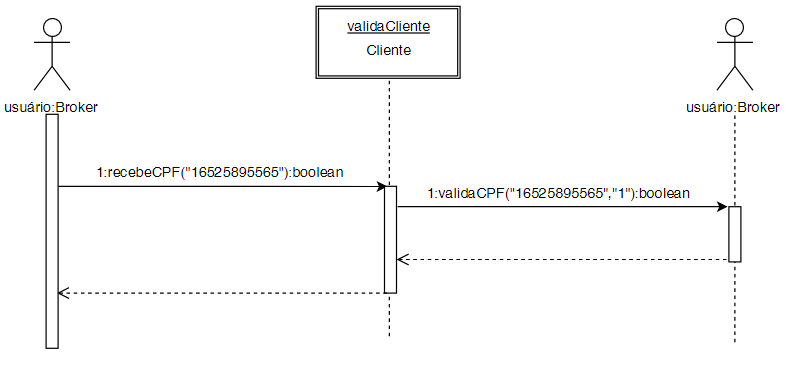 validaCliente
Cliente
usuário:Broker
usuário:Broker
1:recebeCPF("16525895565"):boolean
1:validaCPF("16525895565","1"):boolean